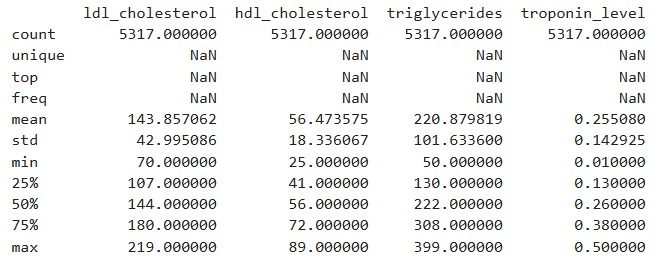 ldl_cholesterol hdl_cholesterol triglycerides troponin_level
count 5317.000000 5317.000000 5317.000000 5317.000000
unique NaN NaN NaN NaN
top NaN NaN NaN NaN
freq NaN NaN NaN NaN
mean 143.857062 56.473575 220.879819 0.255080
std 42.995086 18.336067 101.633600 0.142925
min 70.000000 25.000000 50.000000 0.010000
25% 107.000000 41.000000 130.000000 0.130000
50% 144.000000 56.000000 222.000000 0.260000
75% 180.000000 72.000000 308.000000 0.380000
max 219.000000 89.000000 399.000000 0.500000